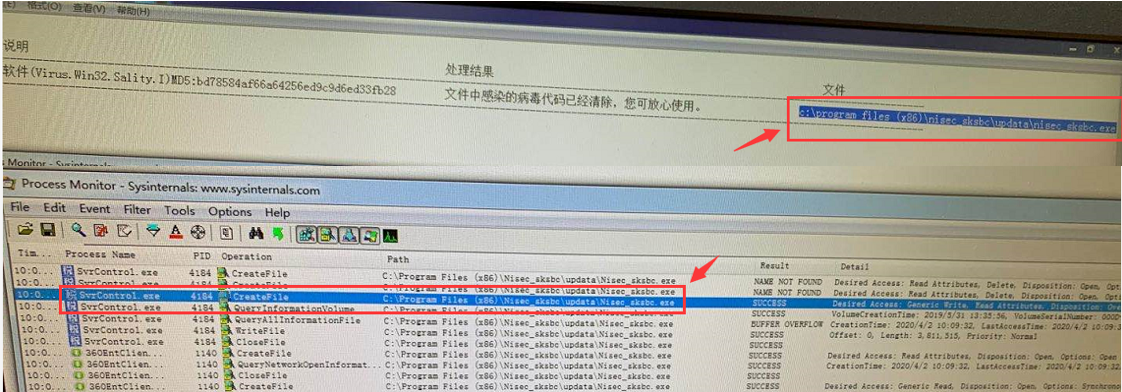 格式(O) 查看(V) 帮助(H)
说明 处理结果 文件
软件(Virus.Win32.Sality.I)MD5:bd78584af66a64256ed9c9d6ed33fb28 文件中感染的病毒代码已经清除，您可放心使用。 c:\program files (x86)\nisec_sksbc\updata\nisec_sksbc.exe
Monitor - Sysinternals
Process Monitor - Sysinternals: www.sysinternals.com
File Edit Event Filter Tools Options Help
Tim... Process Name PID Operation Path Result Detail
10:0... SvrControl.exe 4184 CreateFile C:\Program Files (x86)\Nisec_sksbc\updata\Nisec_sksbc.exe NAME NOT FOUND Desired Access: Read Attributes, Delete, Disposition: Open, Opt
10:0... SvrControl.exe 4184 CreateFile C:\Program Files (x86)\Nisec_sksbc\updata\Nisec_sksbc.exe NAME NOT FOUND Desired Access: Read Attributes, Delete, Disposition: Open, Opt
10:0... SvrControl.exe 4184 CreateFile C:\Program Files (x86)\Nisec_sksbc\updata\Nisec_sksbc.exe SUCCESS Desired Access: Generic Write, Read Attributes, Disposition: Over
10:0... SvrControl.exe 4184 QueryInformationVolume C:\Program Files (x86)\Nisec_sksbc\updata\Nisec_sksbc.exe SUCCESS VolumeCreationTime: 2019/5/31 13:35:56, VolumeSerialNumber:
10:0... SvrControl.exe 4184 QueryAllInformationFile C:\Program Files (x86)\Nisec_sksbc\updata\Nisec_sksbc.exe BUFFER OVERFLOW CreationTime: 2020/4/2 10:09:32, LastAccessTime: 2020/4/2 10:09:3
10:0... SvrControl.exe 4184 WriteFile C:\Program Files (x86)\Nisec_sksbc\updata\Nisec_sksbc.exe SUCCESS Offset: 0, Length: 3,811,515, Priority: Normal
10:0... SvrControl.exe 4184 CloseFile C:\Program Files (x86)\Nisec_sksbc\updata\Nisec_sksbc.exe SUCCESS
10:0... 360EntClien... 1140 CreateFile C:\Program Files (x86)\Nisec_sksbc\updata\Nisec_sksbc.exe SUCCESS Desired Access: Read Attributes, Disposition: Open, Options: Open
10:0... 360EntClien... 1140 QueryNetworkOpenInformat... C:\Program Files (x86)\Nisec_sksbc\updata\Nisec_sksbc.exe SUCCESS CreationTime: 2020/4/2 10:09:32, LastAccessTime: 2020/4/2 10:09:3
10:0... 360EntClien... 1140 CloseFile C:\Program Files (x86)\Nisec_sksbc\updata\Nisec_sksbc.exe SUCCESS
10:0... 360EntClien... 1140 CreateFile C:\Program Files (x86)\Nisec_sksbc\updata\Nisec_sksbc.exe SUCCESS Desired Access: Generic Read, Disposition: Open, Options: Synchron